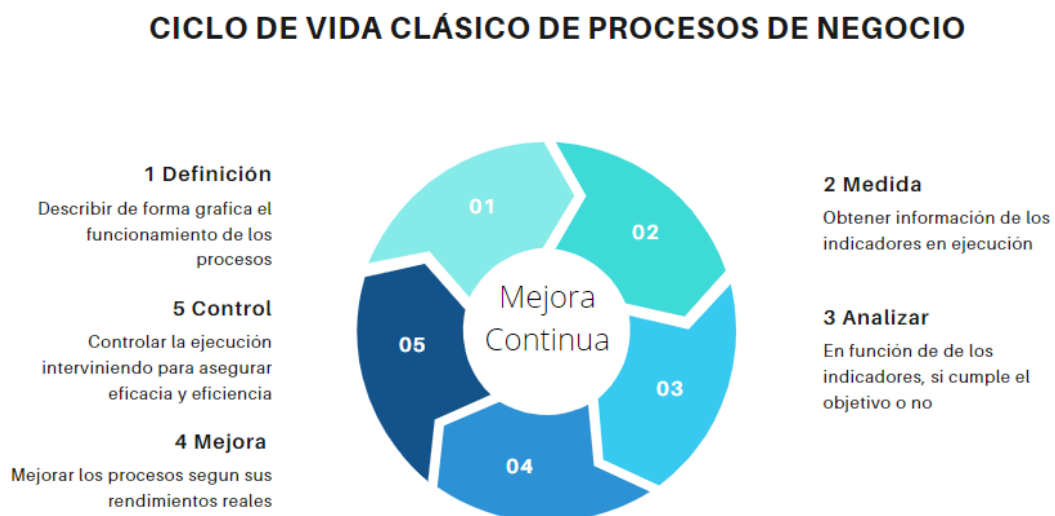 CICLO DE VIDA CLÁSICO DE PROCESOS DE NEGOCIO
1 Definición
Describir de forma grafica el
funcionamiento de los
procesos
5 Control
Controlar la ejecución
interviniendo para asegurar
eficacia y eficiencia
4 Mejora
Mejorar los procesos segun sus
rendimientos reales
01
02
03
04
05
Mejora
Continua
2 Medida
Obtener información de los
indicadores en ejecución
3 Analizar
En función de de los
indicadores, si cumple el
objetivo o no